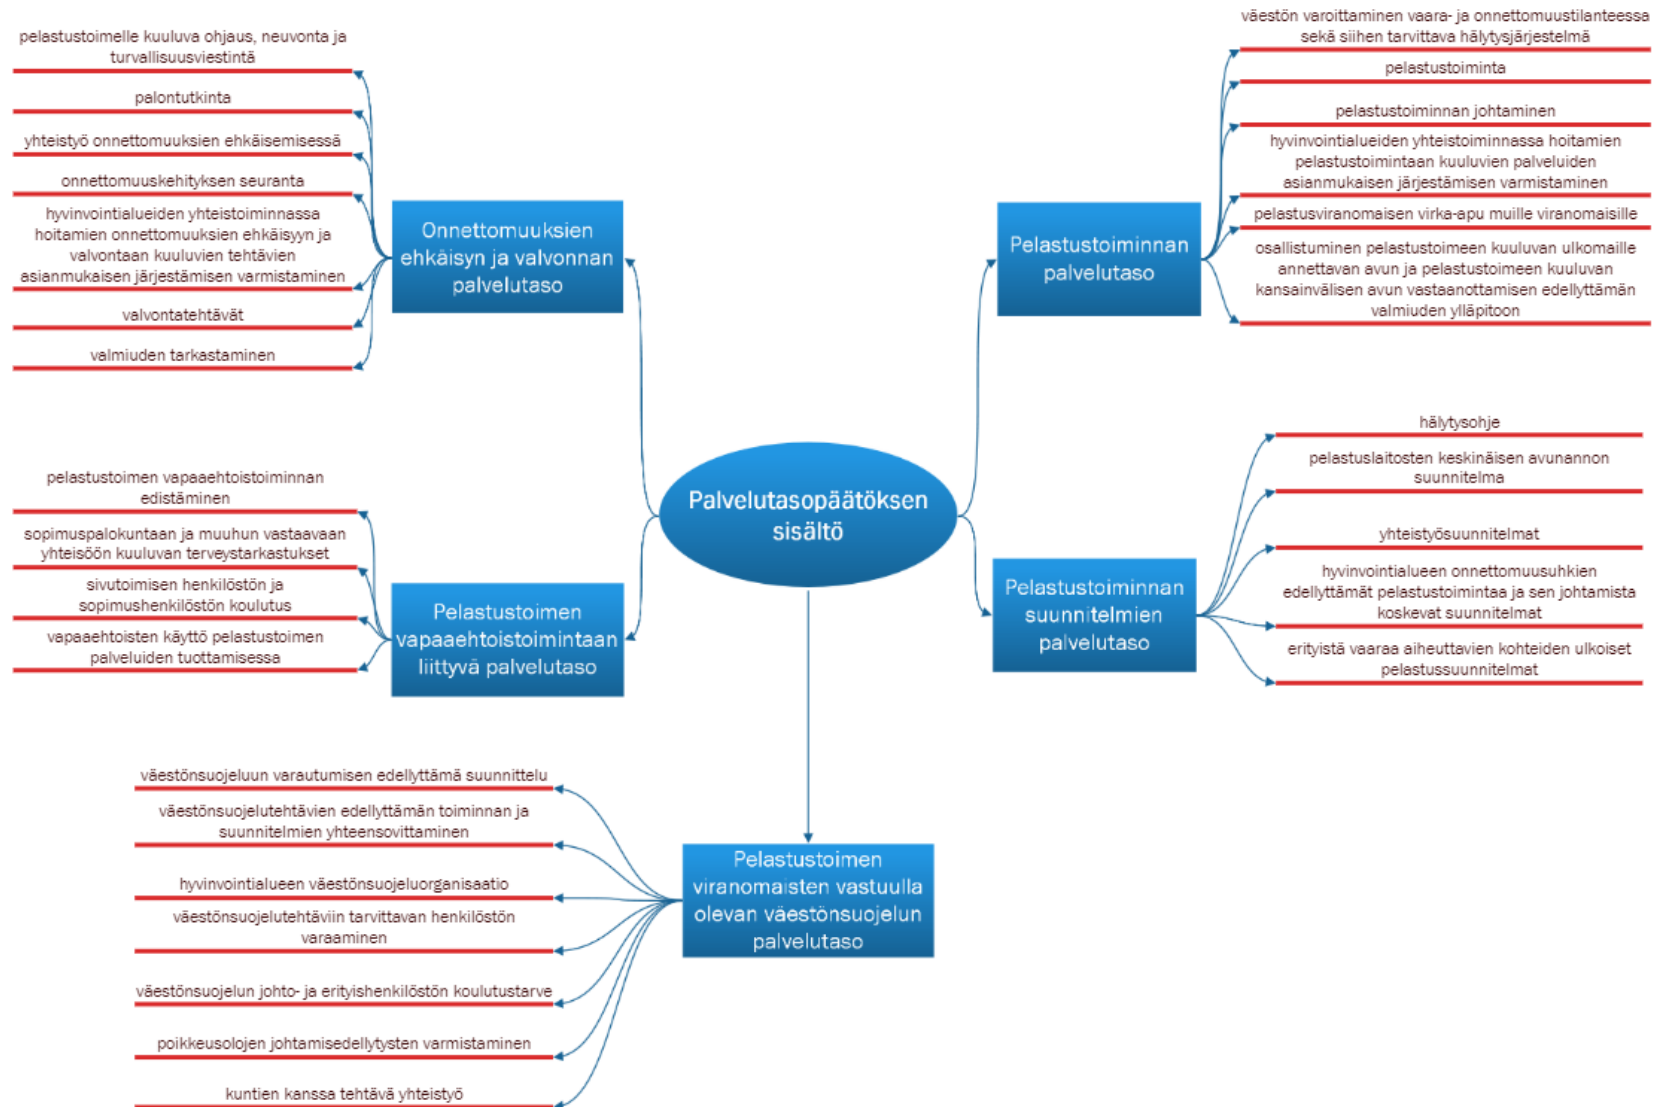 pelastustoimelle kuuluva ohjaus, neuvonta ja
turvallisuusviestintä
palontutkinta
yhteistyö onnettomuuksien ehkäisemisessä
onnettomuuskehityksen seuranta
hyvinvointialueiden yhteistoiminnassa
hoitamien onnettomuuksien ehkäisyyn ja
valvontaan kuuluvien tehtävien
asianmukaisen järjestämisen varmistaminen
valvontatehtävät
valmiuden tarkastaminen
Onnettomuuksien
ehkäisyn ja valvonnan
palvelutaso
väestön varoittaminen vaara- ja onnettomuustilanteessa
sekä siihen tarvittava hälytysjärjestelmä
pelastustoiminta
pelastustoiminnan johtaminen
hyvinvointialueiden yhteistoiminnassa hoitamien
pelastustoimintaan kuuluvien palveluiden
asianmukaisen järjestämisen varmistaminen
pelastusviranomaisen virka-apu muille viranomaisille
osallistuminen pelastustoimeen kuuluvan ulkomaille
annettavan avun ja pelastustoimeen kuuluvan
kansainvälisen avun vastaanottamisen edellyttämän
valmiuden ylläpitoon
Pelastustoiminnan
palvelutaso
Palvelutasopäätöksen
sisältö
pelastustoimen vapaaehtoistoiminnan
edistäminen
sopimuspalokuntaan ja muuhun vastaavaan
yhteisöön kuuluvan terveystarkastukset
sivutoimisen henkilöstön ja
sopimushenkilöstön koulutus
vapaaehtoisten käyttö pelastustoimen
palveluiden tuottamisessa
Pelastustoimen
vapaaehtoistoimintaan
liittyvä palvelutaso
hälytysohje
pelastuslaitosten keskinäisen avunannon
suunnitelma
yhteistyösuunnitelmat
hyvinvointialueen onnettomuusuhkien
edellyttämät pelastustoimintaa ja sen johtamista
koskevat suunnitelmat
erityistä vaaraa aiheuttavien kohteiden ulkoiset
pelastussuunnitelmat
Pelastustoiminnan
suunnitelmien
palvelutaso
väestönsuojeluun varautumisen edellyttämä suunnittelu
väestönsuojelutehtävien edellyttämän toiminnan ja
suunnitelmien yhteensovittaminen
hyvinvointialueen väestönsuojeluorganisaatio
väestönsuojelutehtäviin tarvittavan henkilöstön
varaaminen
väestönsuojelun johto- ja erityishenkilöstön koulutustarve
poikkeusolojen johtamisedellytysten varmistaminen
kuntien kanssa tehtävä yhteistyö
Pelastustoimen
viranomaisten vastuulla
olevan väestönsuojelun
palvelutaso